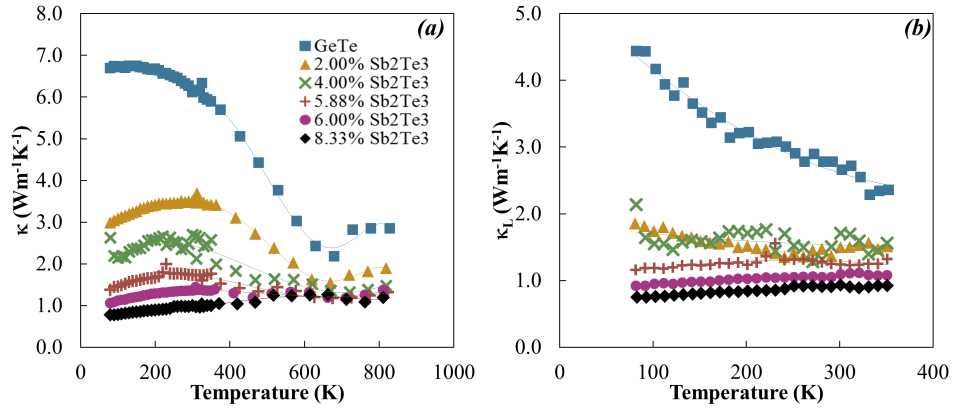 (a)
8.0
7.0
6.0
5.0
4.0
3.0
2.0
1.0
0.0
κ (Wm⁻¹K⁻¹)
GeTe
2.00% Sb2Te3
4.00% Sb2Te3
5.88% Sb2Te3
6.00% Sb2Te3
8.33% Sb2Te3
0 200 400 600 800 1000
Temperature (K)
(b)
5.0
4.0
3.0
2.0
1.0
0.0
κL (Wm⁻¹K⁻¹)
0 100 200 300 400
Temperature (K)